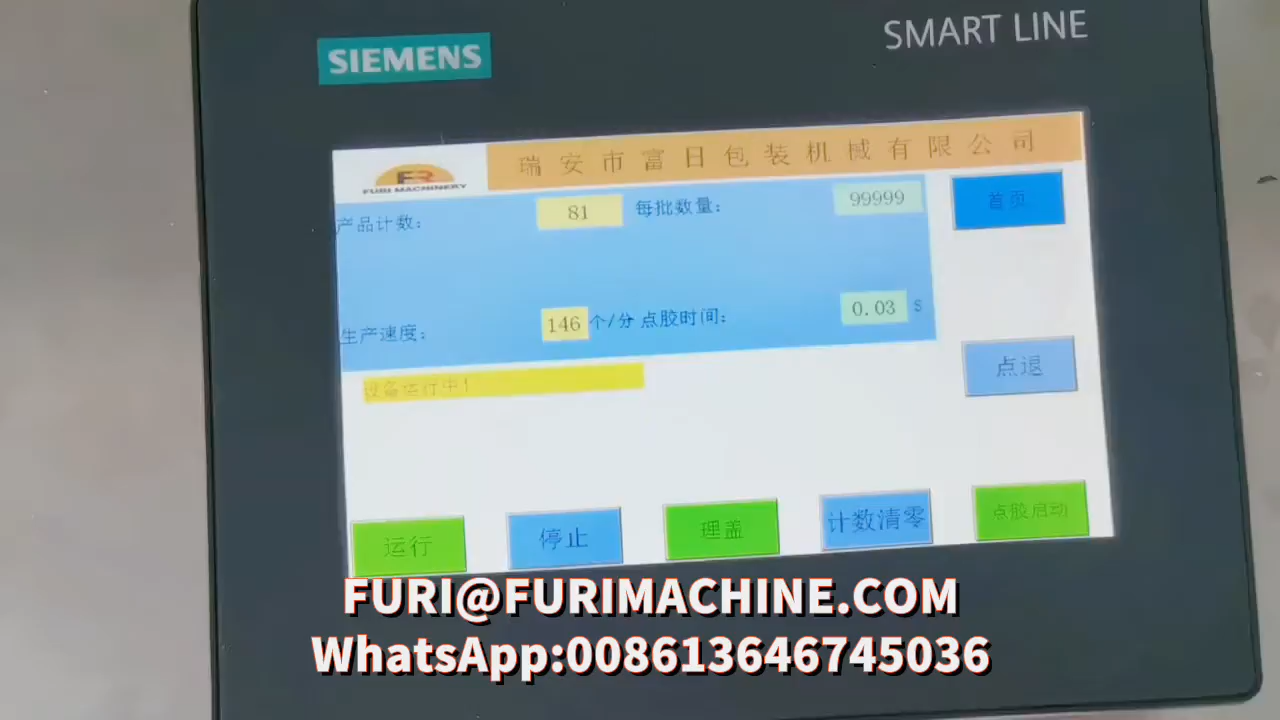 SIEMENS
SMART LINE
FURI MACHINERY
瑞安市富日包装机械有限公司
产品计数: 81 每批数量: 99999
首页
生产速度: 146 个/分 点胶时间: 0.03 S
点退
设备运行中!
运行 停止 理盖 计数清零 点胶启动
FURI@FURIMACHINE.COM
WhatsApp:008613646745036